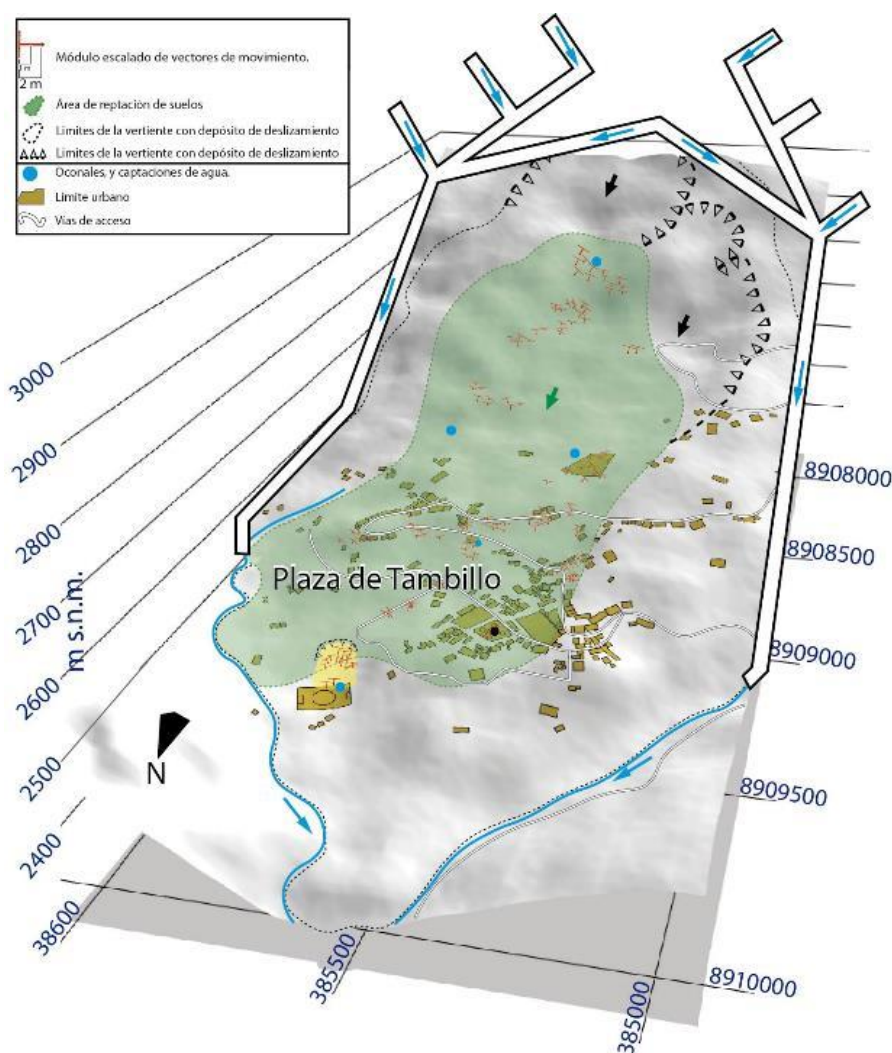 Módulo escalado de vectores de movimiento.
2 m
Área de reptación de suelos
Limites de la vertiente con depósito de deslizamiento
Limites de la vertiente con depósito de deslizamiento
Oconales, y captaciones de agua.
Limite urbano
Vías de acceso
3000
2900
2800
2700
2600
2500
2400
m s.n.m.
Plaza de Tambillo
N
8908000
8908500
8909000
8909500
8910000
38600
385500
385000